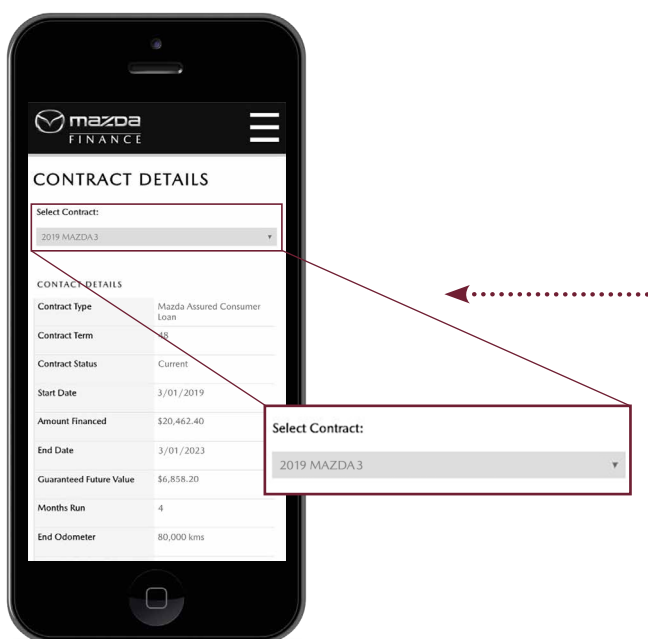 mazda
FINANCE
CONTRACT DETAILS
Select Contract:
2019 MAZDA3
CONTACT DETAILS
Contract Type Mazda Assured Consumer
Loan
Contract Term 48
Contract Status Current
Start Date 3/01/2019
Amount Financed $20,462.40
End Date 3/01/2023
Guaranteed Future Value $6,858.20
Months Run 4
End Odometer 80,000 kms
Select Contract:
2019 MAZDA3